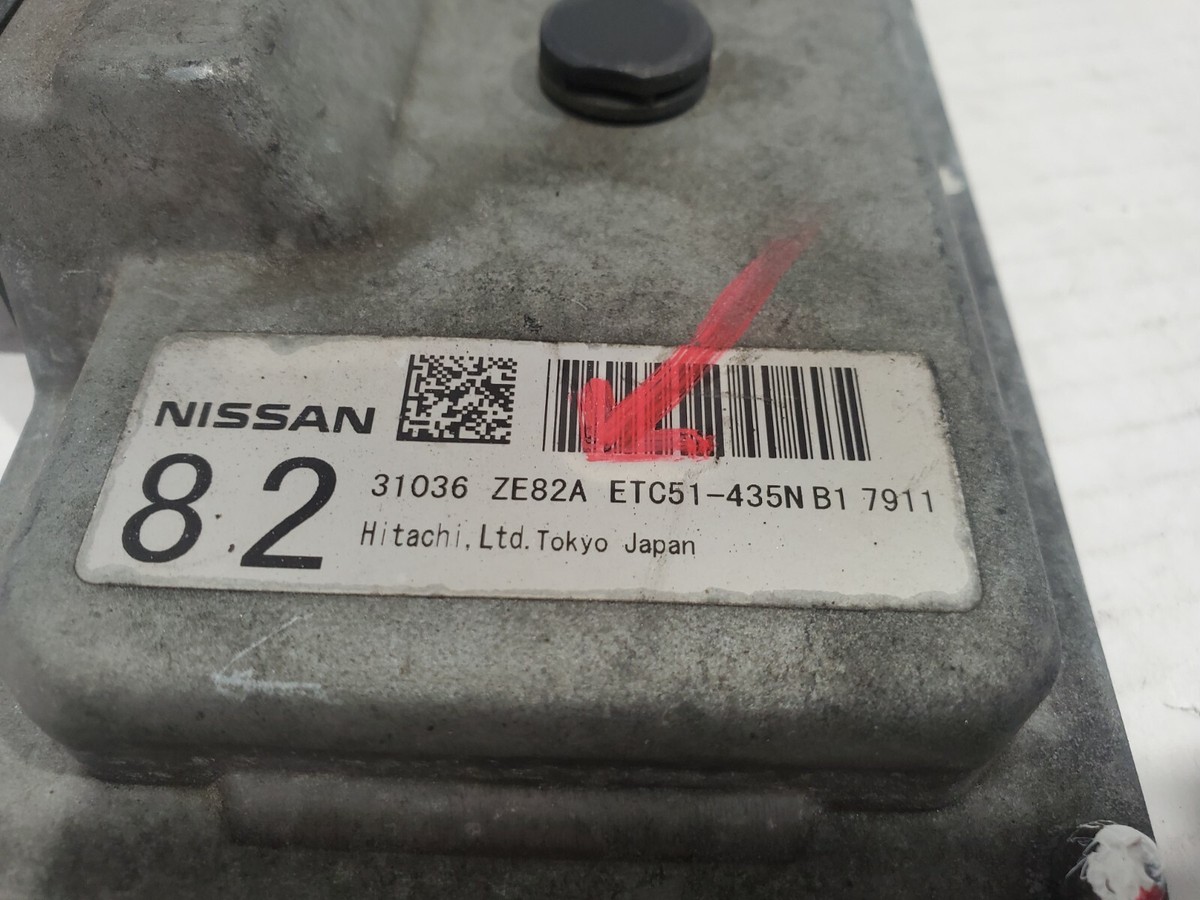 NISSAN
8.2
31036 ZE82A ETC51-435N B1 7911
Hitachi,Ltd.Tokyo Japan